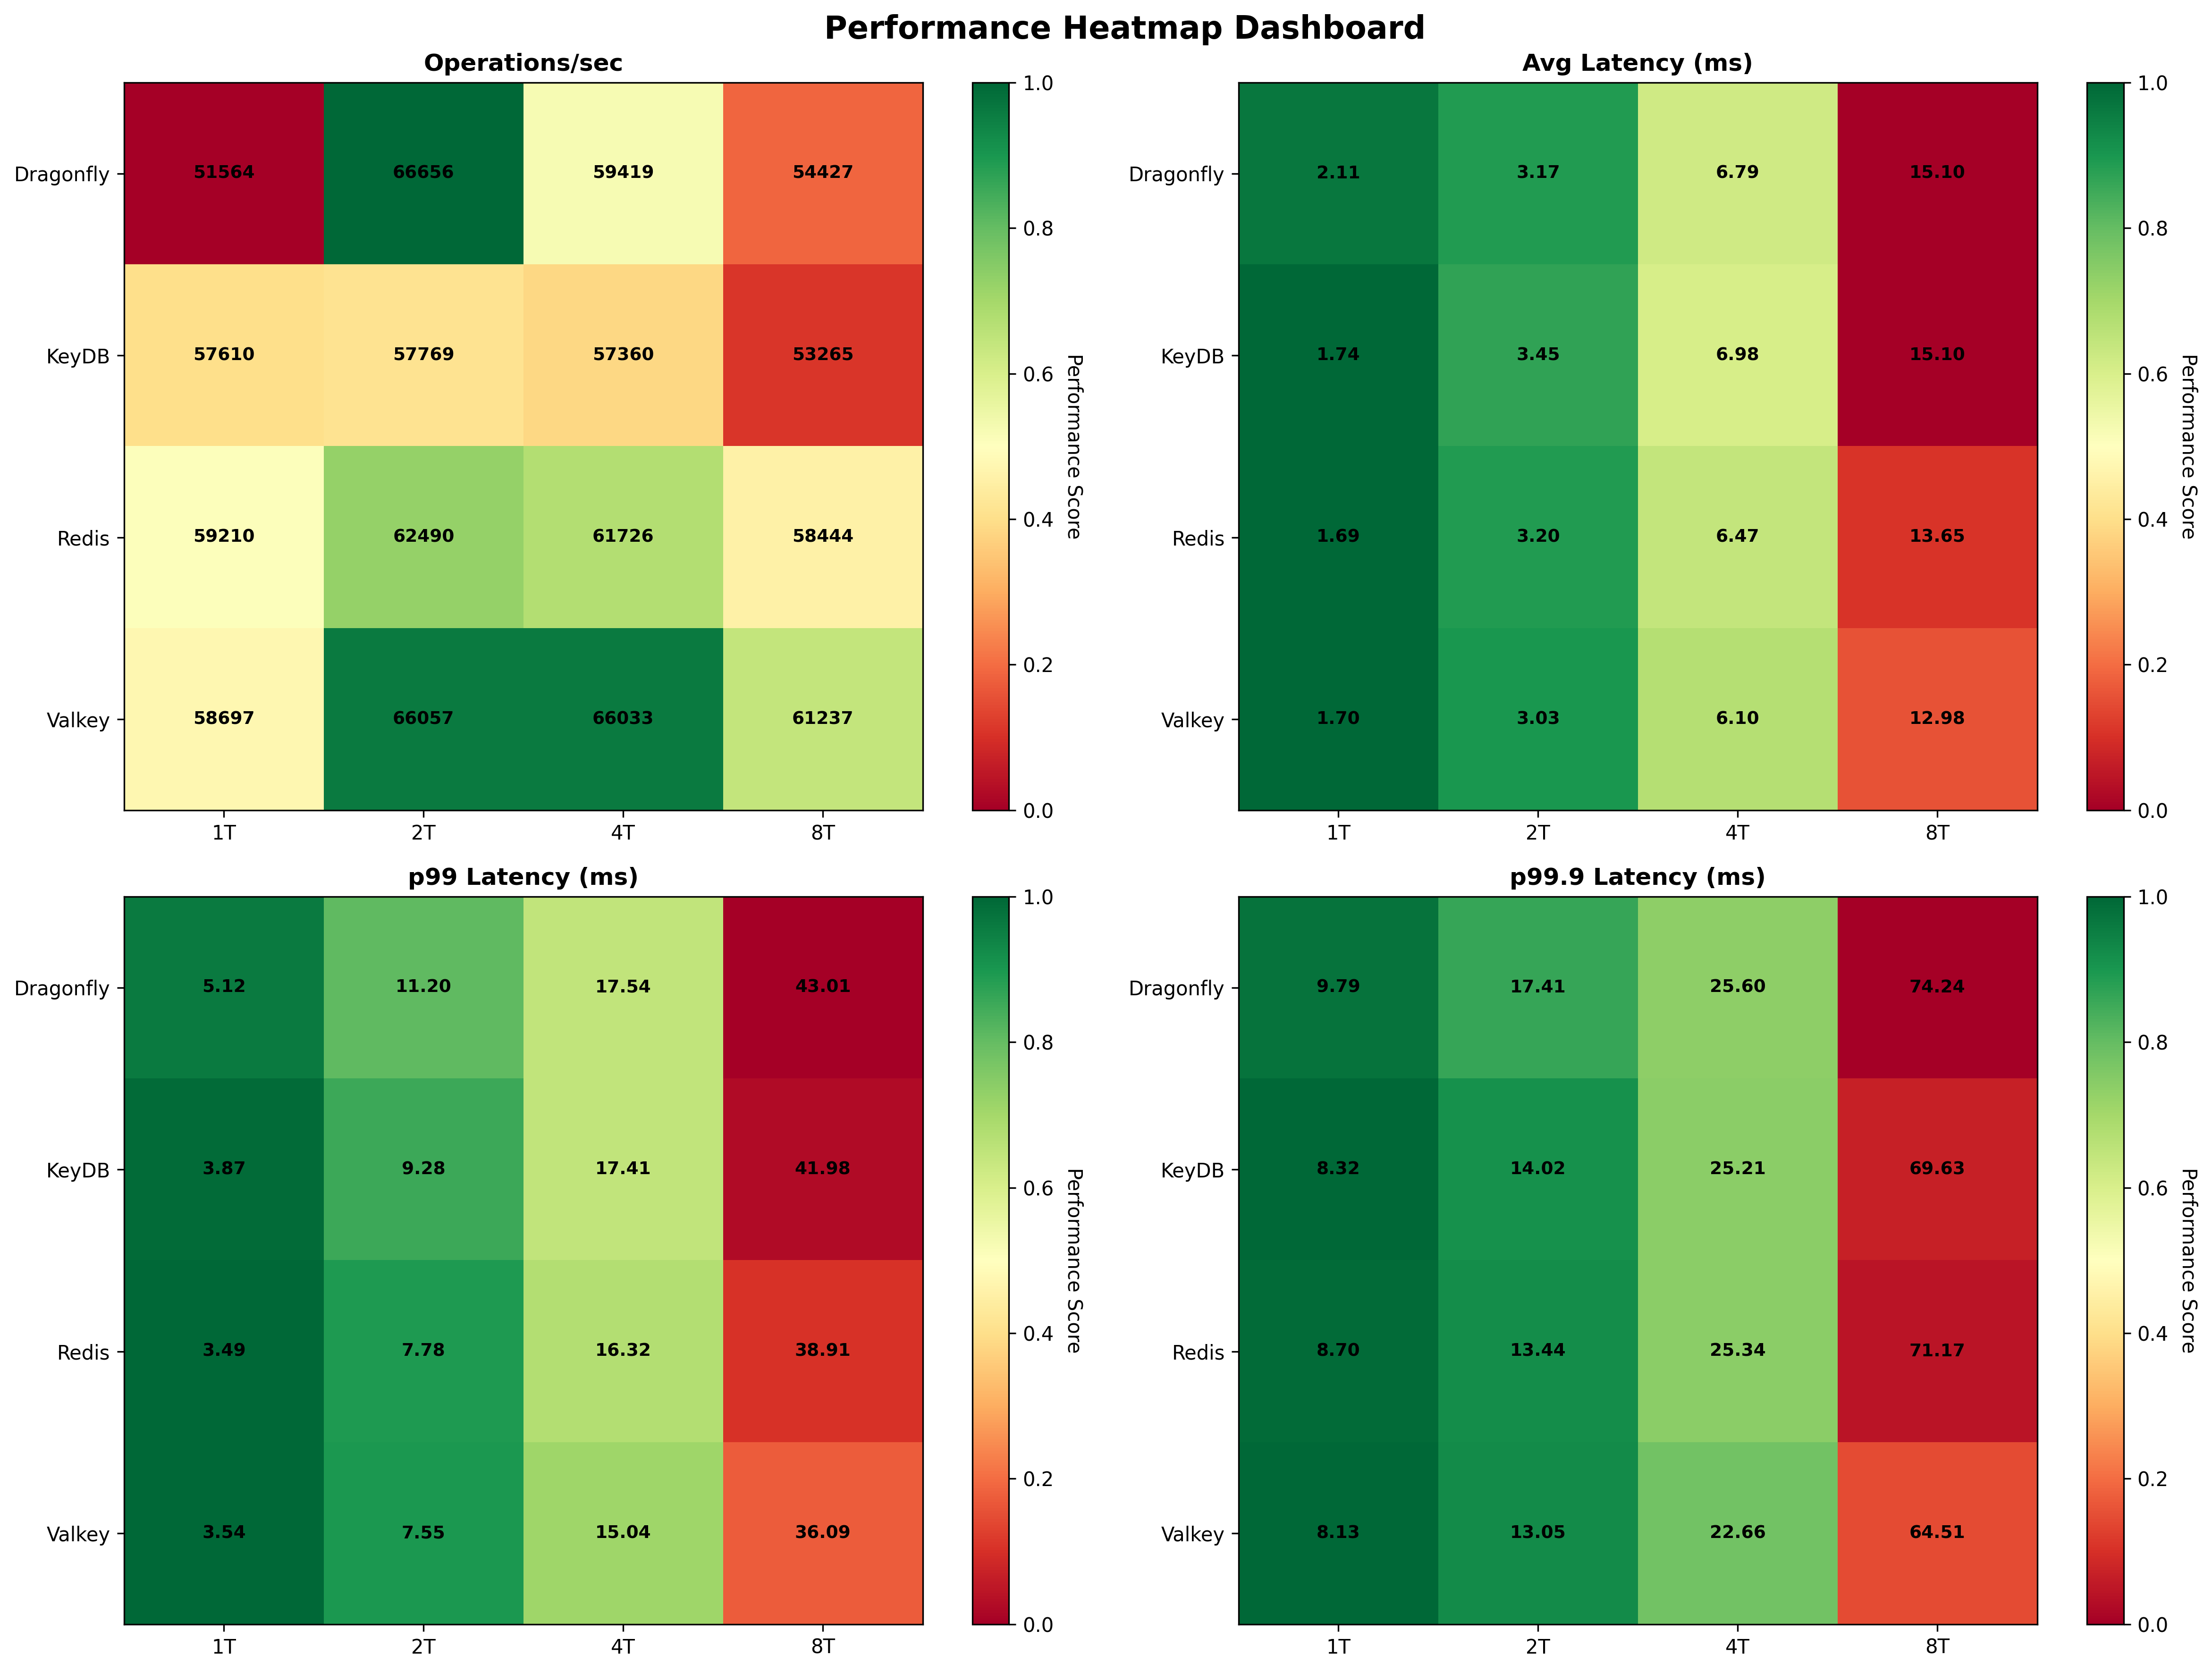 Performance Heatmap Dashboard
Operations/sec
Dragonfly 51564 66656 59419 54427
KeyDB 57610 57769 57360 53265
Redis 59210 62490 61726 58444
Valkey 58697 66057 66033 61237
1T 2T 4T 8T
1.0
0.8
0.6
0.4
0.2
0.0
Performance Score
Avg Latency (ms)
Dragonfly 2.11 3.17 6.79 15.10
KeyDB 1.74 3.45 6.98 15.10
Redis 1.69 3.20 6.47 13.65
Valkey 1.70 3.03 6.10 12.98
1T 2T 4T 8T
1.0
0.8
0.6
0.4
0.2
0.0
Performance Score
p99 Latency (ms)
Dragonfly 5.12 11.20 17.54 43.01
KeyDB 3.87 9.28 17.41 41.98
Redis 3.49 7.78 16.32 38.91
Valkey 3.54 7.55 15.04 36.09
1T 2T 4T 8T
1.0
0.8
0.6
0.4
0.2
0.0
Performance Score
p99.9 Latency (ms)
Dragonfly 9.79 17.41 25.60 74.24
KeyDB 8.32 14.02 25.21 69.63
Redis 8.70 13.44 25.34 71.17
Valkey 8.13 13.05 22.66 64.51
1T 2T 4T 8T
1.0
0.8
0.6
0.4
0.2
0.0
Performance Score